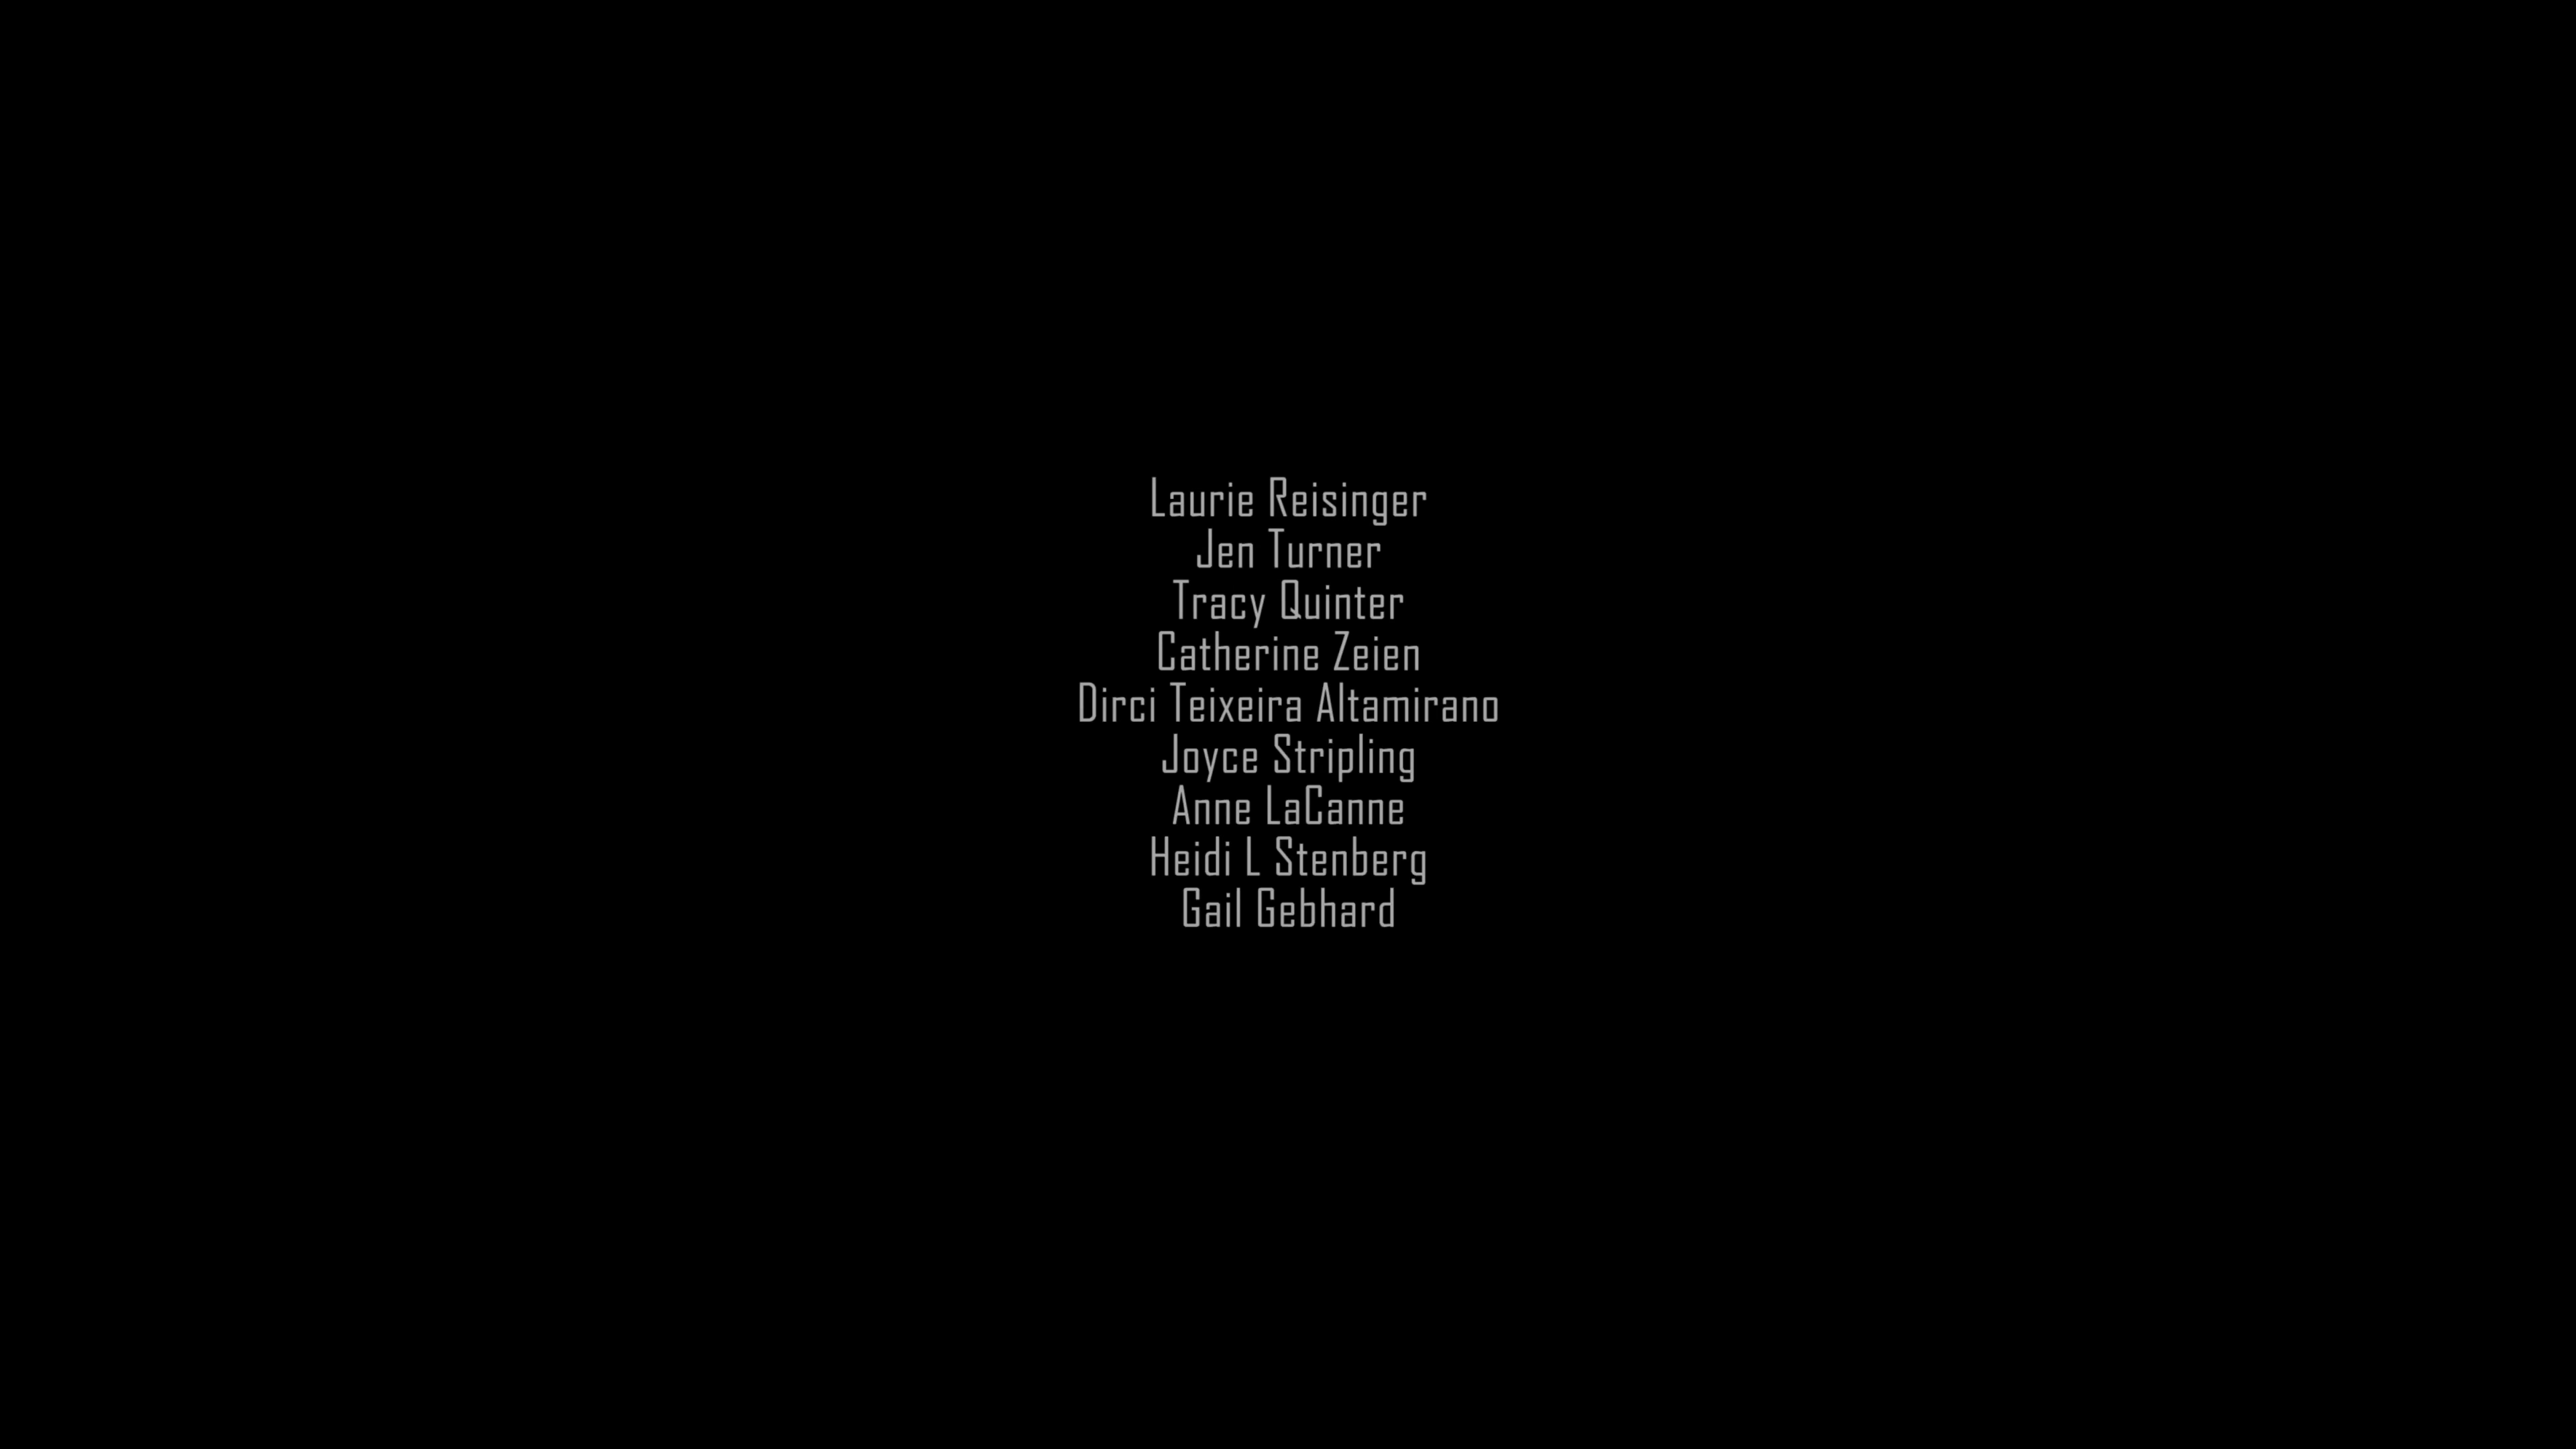 Laurie Reisinger
Jen Turner
Tracy Quinter
Catherine Zeien
Dirci Teixeira Altamirano
Joyce Stripling
Anne LaCanne
Heidi L Stenberg
Gail Gebhard